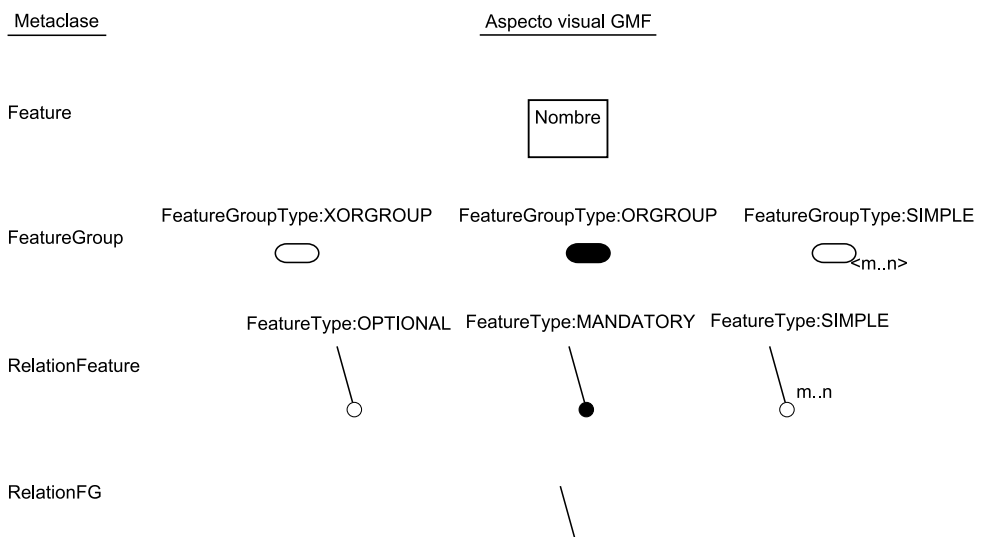 Metaclase
Aspecto visual GMF
Feature
Nombre
FeatureGroupType:XORGROUP
FeatureGroupType:ORGROUP
FeatureGroupType:SIMPLE
FeatureGroup
<m..n>
FeatureType:OPTIONAL
FeatureType:MANDATORY
FeatureType:SIMPLE
RelationFeature
m..n
RelationFG